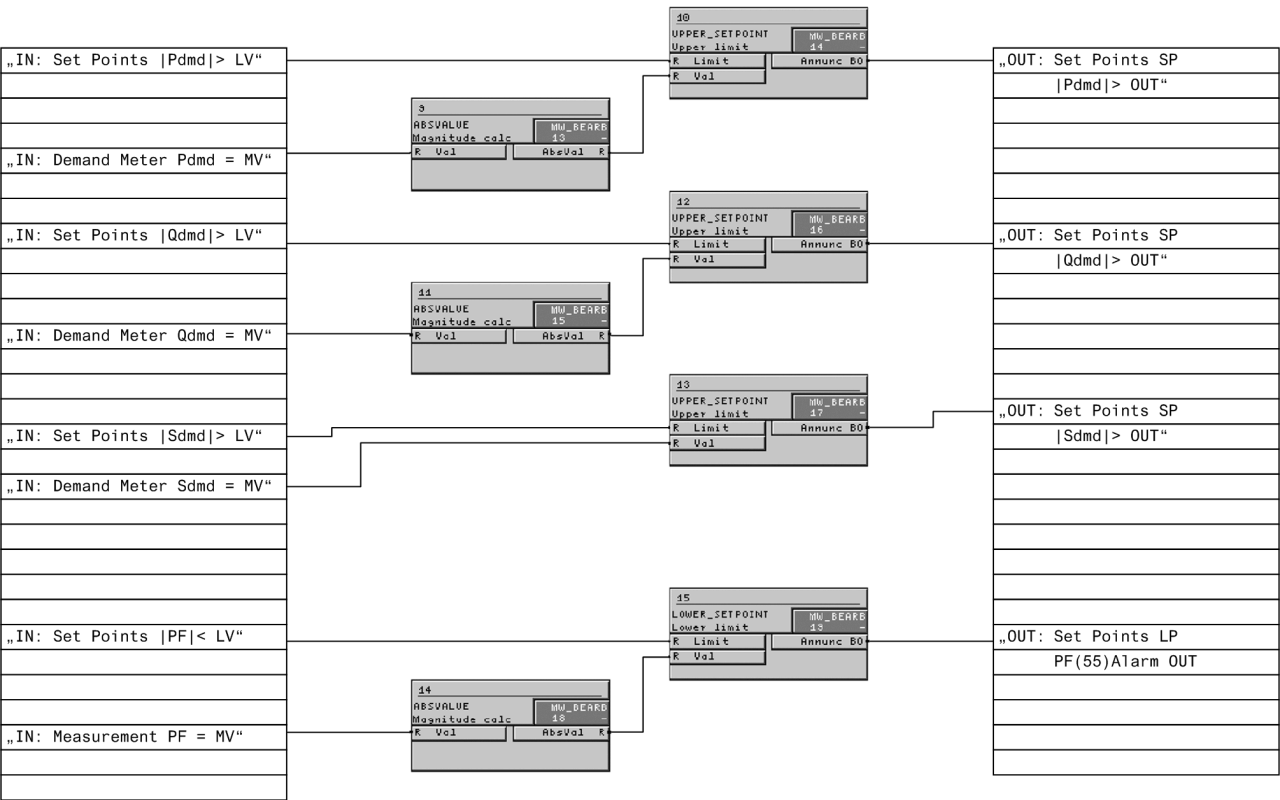 10
UPPER_SETPOINT MW_BEARB
Upper limit 14 -
R Limit Annunc BO
R Val
„IN: Set Points |Pdmd|> LV“
„OUT: Set Points SP
|Pdmd|> OUT“
9
ABSVALUE MW_BEARB
Magnitude calc 13 -
R Val AbsVal R
„IN: Demand Meter Pdmd = MV“
12
UPPER_SETPOINT MW_BEARB
Upper limit 16 -
R Limit Annunc BO
R Val
„IN: Set Points |Qdmd|> LV“
„OUT: Set Points SP
|Qdmd|> OUT“
11
ABSVALUE MW_BEARB
Magnitude calc 15 -
R Val AbsVal R
„IN: Demand Meter Qdmd = MV“
13
UPPER_SETPOINT MW_BEARB
Upper limit 17 -
R Limit Annunc BO
R Val
„OUT: Set Points SP
|Sdmd|> OUT“
„IN: Set Points |Sdmd|> LV“
„IN: Demand Meter Sdmd = MV“
15
LOWER_SETPOINT MW_BEARB
Lower limit 19 -
R Limit Annunc BO
R Val
„IN: Set Points |PF|< LV“
„OUT: Set Points LP
PF(55)Alarm OUT
14
ABSVALUE MW_BEARB
Magnitude calc 18 -
R Val AbsVal R
„IN: Measurement PF = MV“